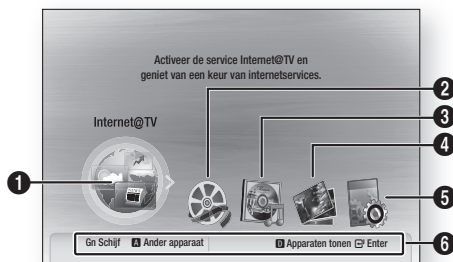 Activeer de service Internet@TV en
geniet van een keur van internetservices.
Internet@TV
1
2
3
4
5
6
Gn Schijf A Ander apparaat D Apparaten tonen Enter